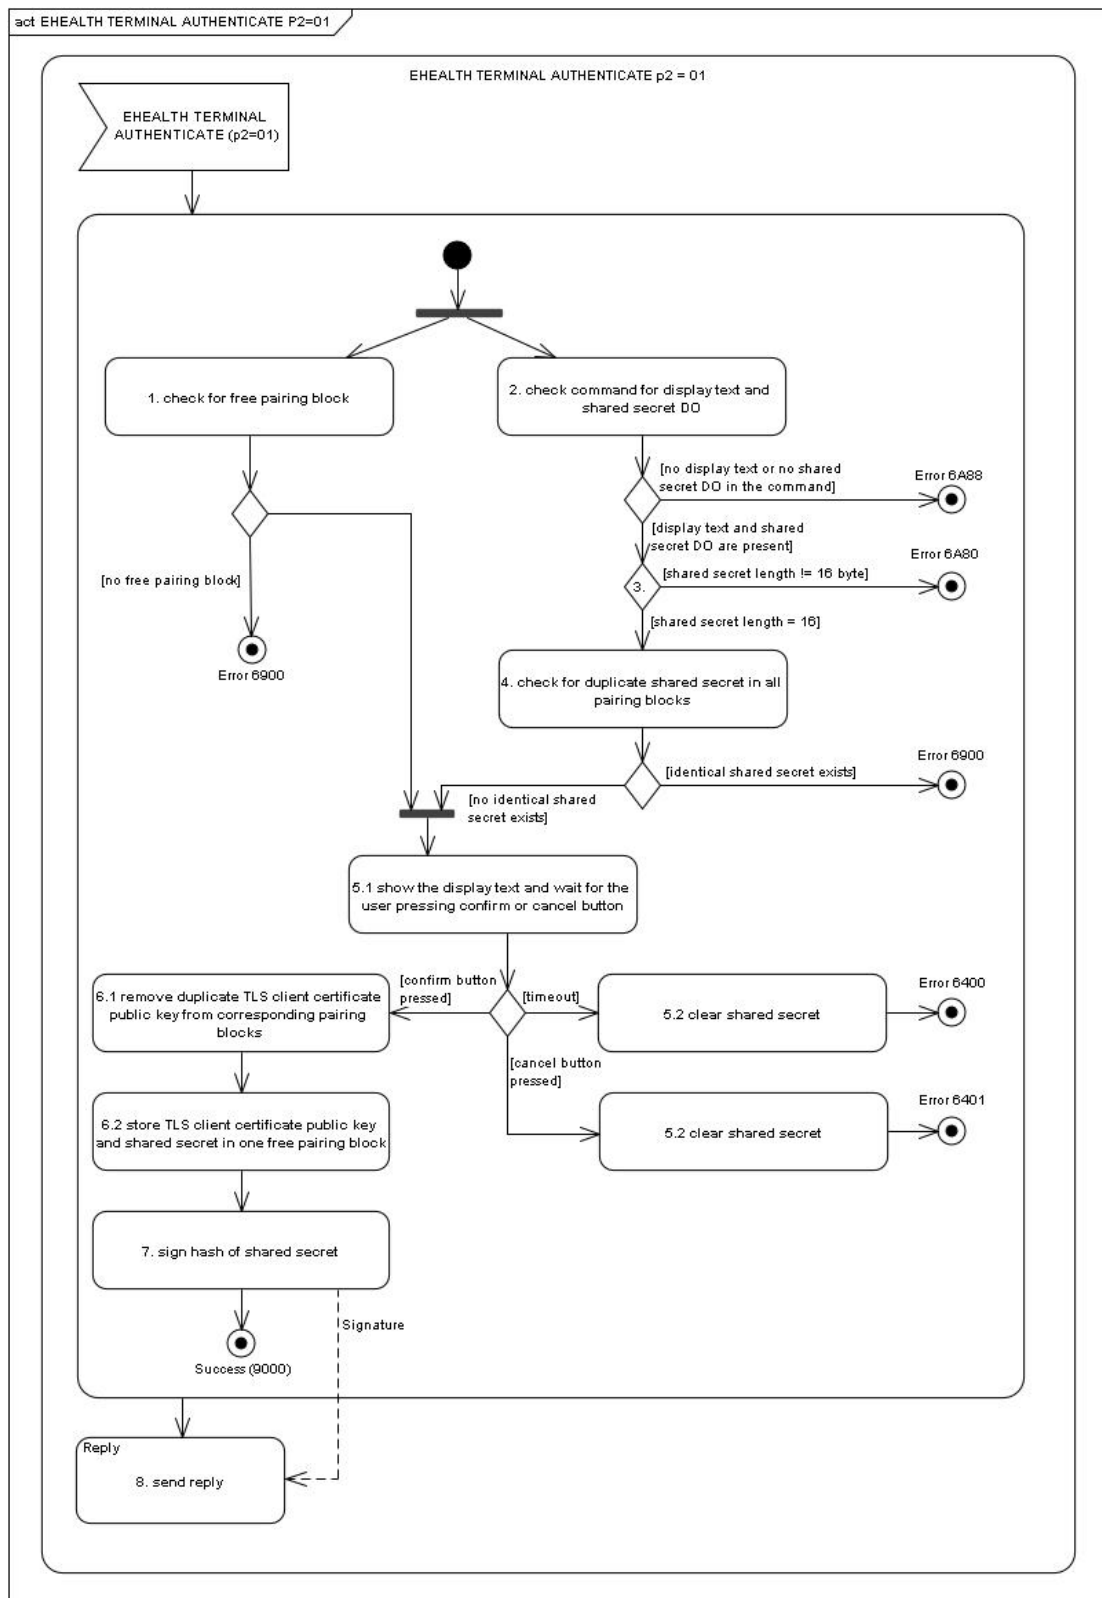 act EHEALTH TERMINAL AUTHENTICATE P2=01
EHEALTH TERMINAL AUTHENTICATE p2 = 01
EHEALTH TERMINAL
AUTHENTICATE (p2=01)
1. check for free pairing block
2. check command for display text and
shared secret DO
[no display text or no shared
secret DO in the command]
Error 6A88
[display text and shared
secret DO are present]
Error 6A80
[no free pairing block]
3.
[shared secret length != 16 byte]
[shared secret length = 16]
Error 6900
4. check for duplicate shared secret in all
pairing blocks
Error 6900
[identical shared secret exists]
[no identical shared
secret exists]
5.1 show the display text and wait for the
user pressing confirm or cancel button
[confirm button
pressed]
[timeout]
6.1 remove duplicate TLS client certificate
public key from corresponding pairing
blocks
5.2 clear shared secret
Error 6400
[cancel button
pressed]
6.2 store TLS client certificate public key
and shared secret in one free pairing block
5.2 clear shared secret
Error 6401
7. sign hash of shared secret
Signature
Success (9000)
Reply
8. send reply